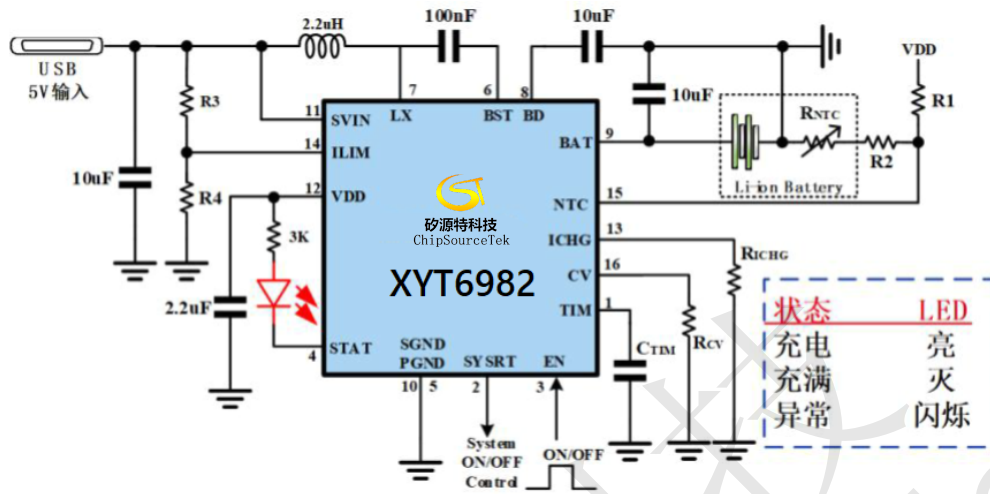 2.2uH
100nF
10uF
USB
5V输入
VDD
R3
7
6
8
10uF
R1
11
SVIN
LX
BST
BD
RNTC
14
ILIM
BAT
9
R2
10uF
R4
12
VDD
Li-ion Battery
矽源特科技
ChipSourceTek
NTC
15
3K
ICHG
13
RICHG
XYT6982
CV
16
2.2uF
TIM
1
状态 LED
充电 亮
充满 灭
异常 闪烁
RCV
CTIM
4
STAT
SGND
PGND
SYSRT
EN
10
5
2
3
System
ON/OFF
Control
ON/OFF